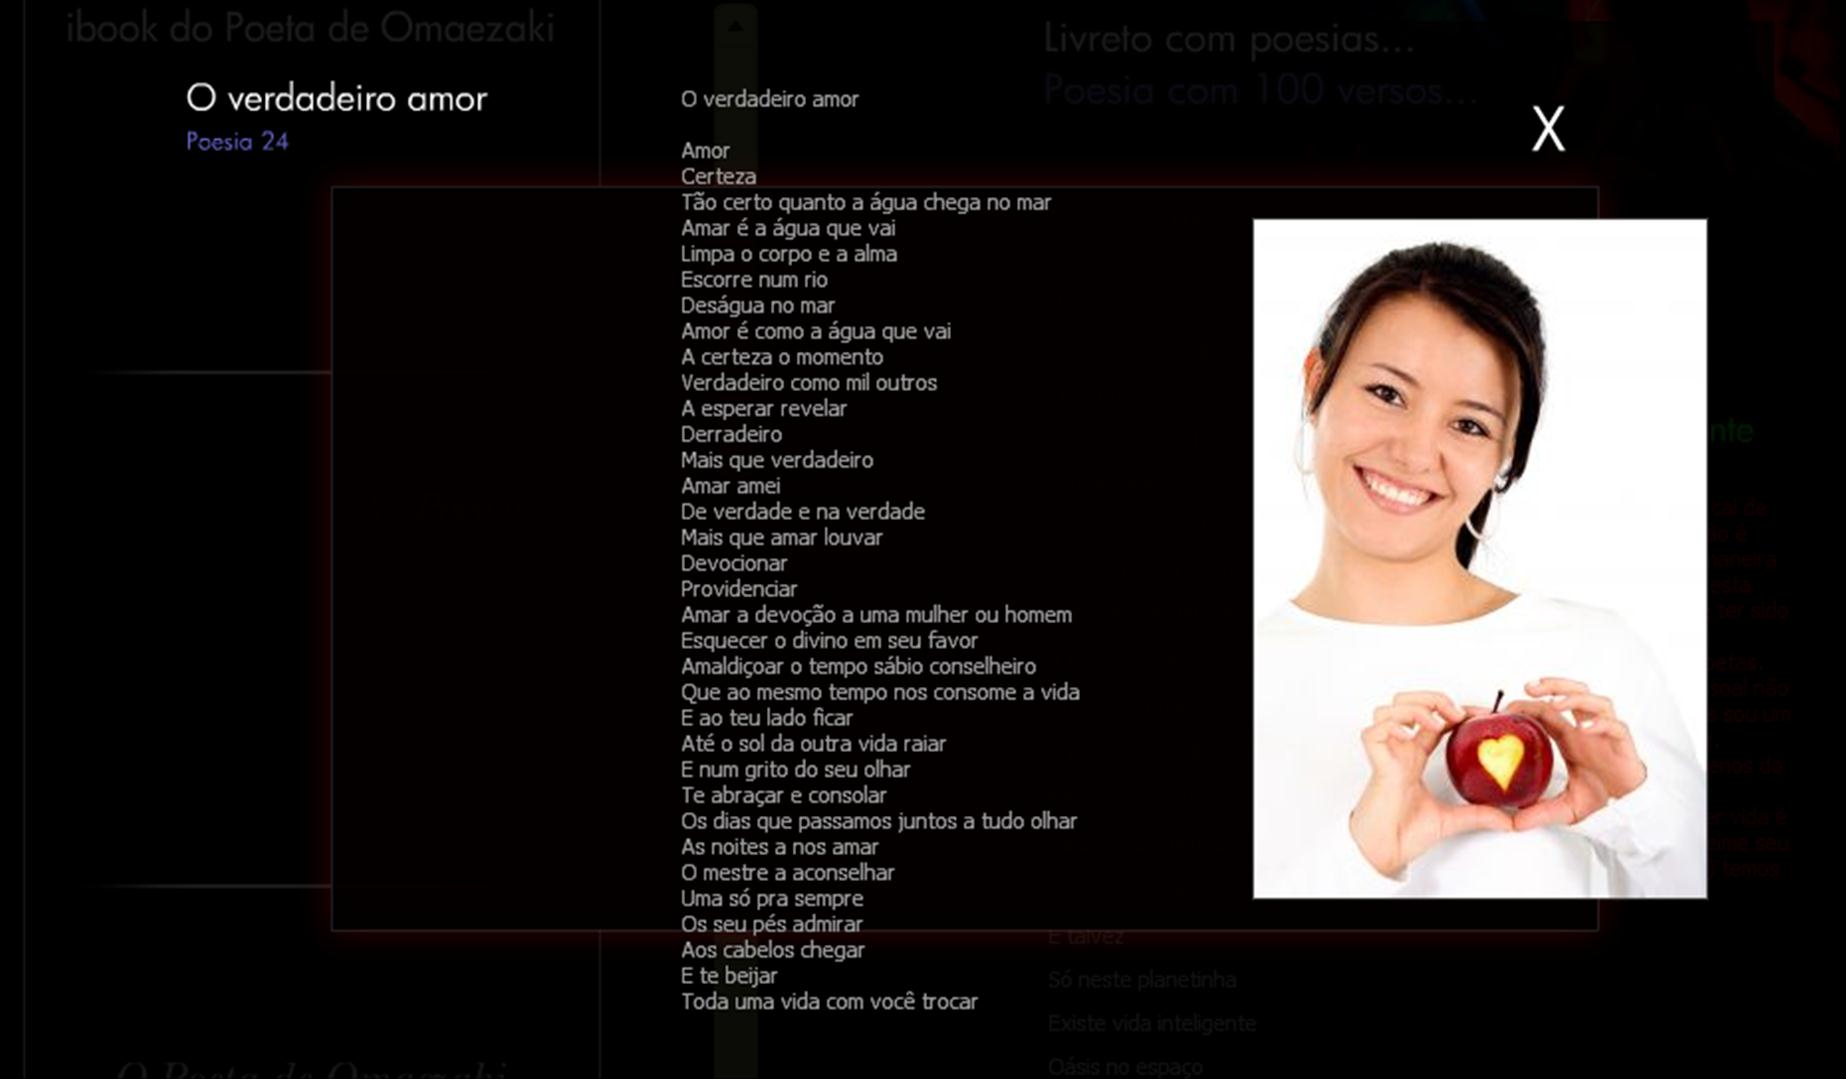 ibook do Poeta de Omaezaki
O verdadeiro amor
Poesia 24
O verdadeiro amor
Amor
Certeza
Tão certo quanto a água chega no mar
Amar é a água que vai
Limpa o corpo e a alma
Escorre num rio
Deságua no mar
Amor é como a água que vai
A certeza o momento
Verdadeiro como mil outros
A esperar revelar
Derradeiro
Mais que verdadeiro
Amar amei
De verdade e na verdade
Mais que amar louvar
Devocionar
Providenciar
Amar a devoção a uma mulher ou homem
Esquecer o divino em seu favor
Amaldiçoar o tempo sábio conselheiro
Que ao mesmo tempo nos consome a vida
E ao teu lado ficar
Até o sol da outra vida raiar
E num grito do seu olhar
Te abraçar e consolar
Os dias que passamos juntos a tudo olhar
As noites a nos amar
O mestre a aconselhar
Uma só pra sempre
Os seu pés admirar
Aos cabelos chegar
E te beijar
Toda uma vida com você trocar
Livreto com poesias...
Poesia com 100 versos...
X
nte
E talvez
Só neste planetinha
Existe vida inteligente
Oásis no espaço
O Poeta de Omaezaki